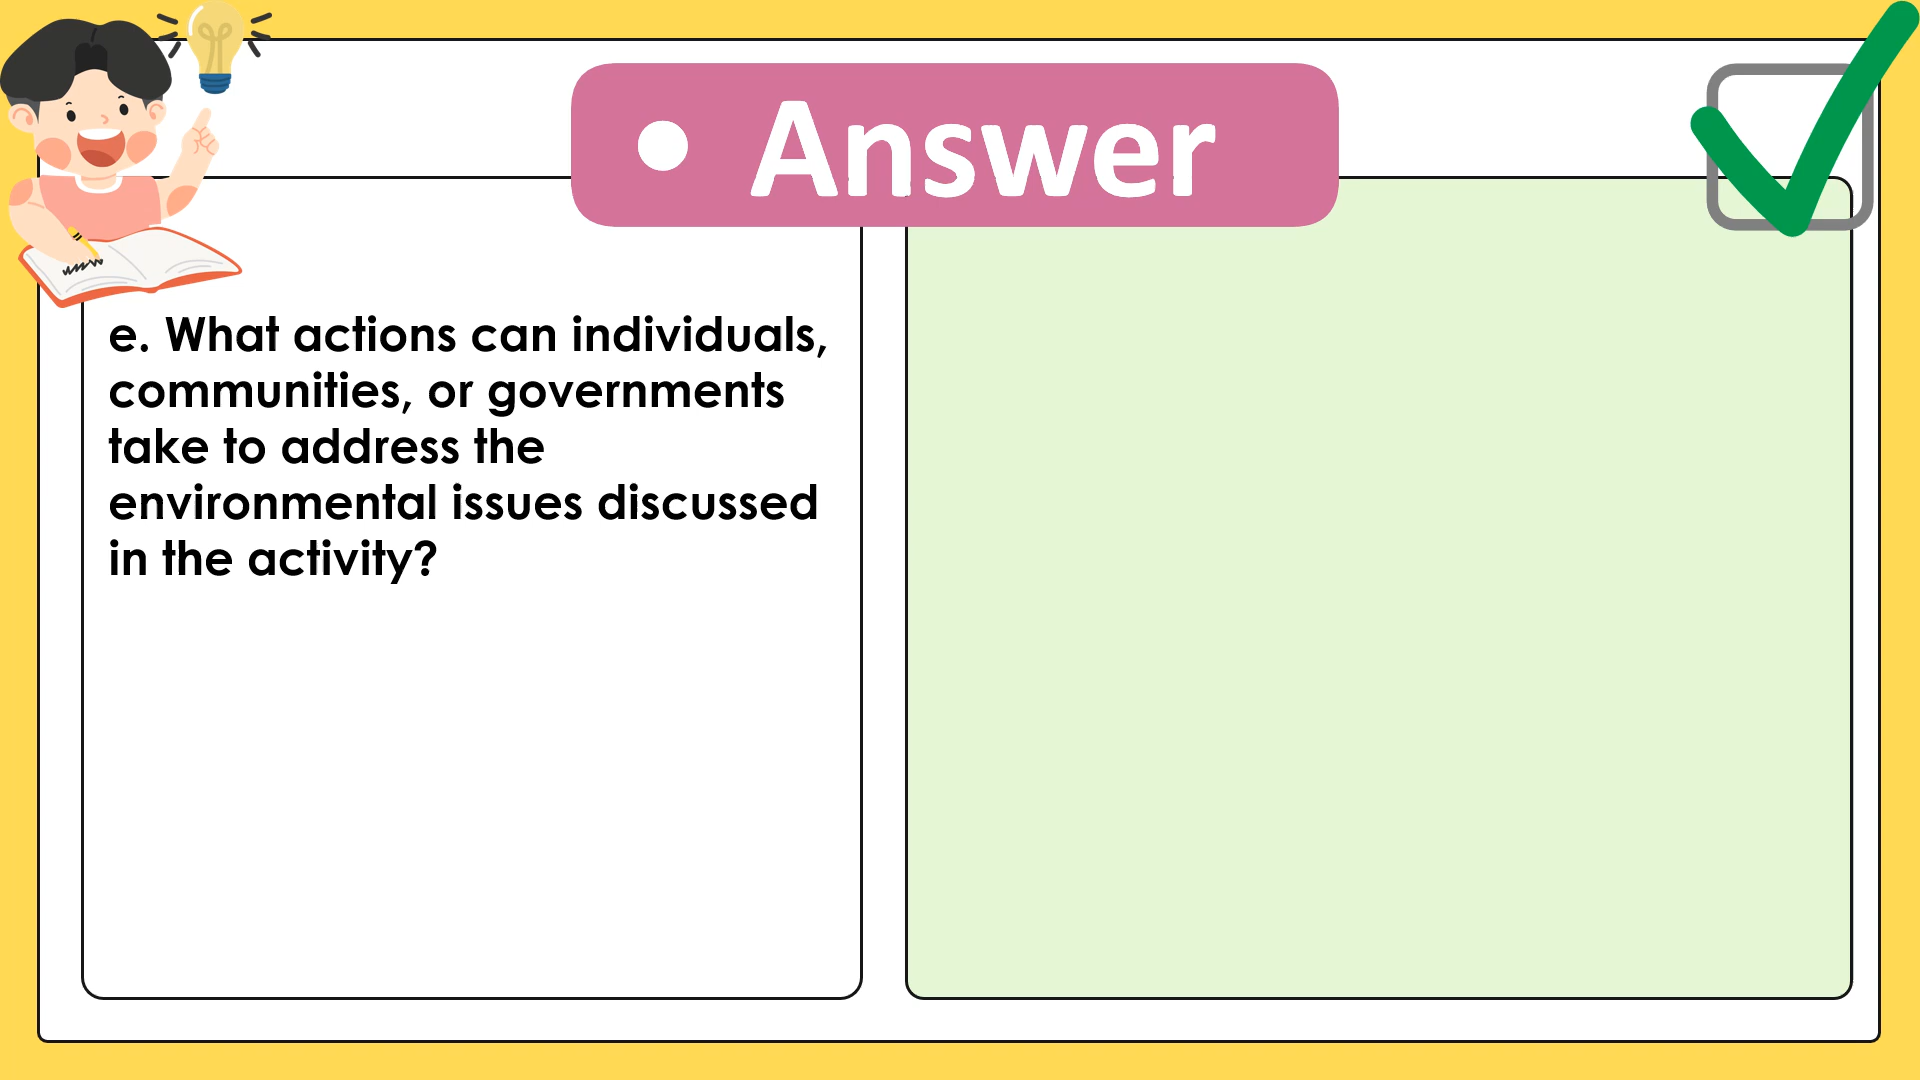 • Answer
e. What actions can individuals,
communities, or governments
take to address the
environmental issues discussed
in the activity?